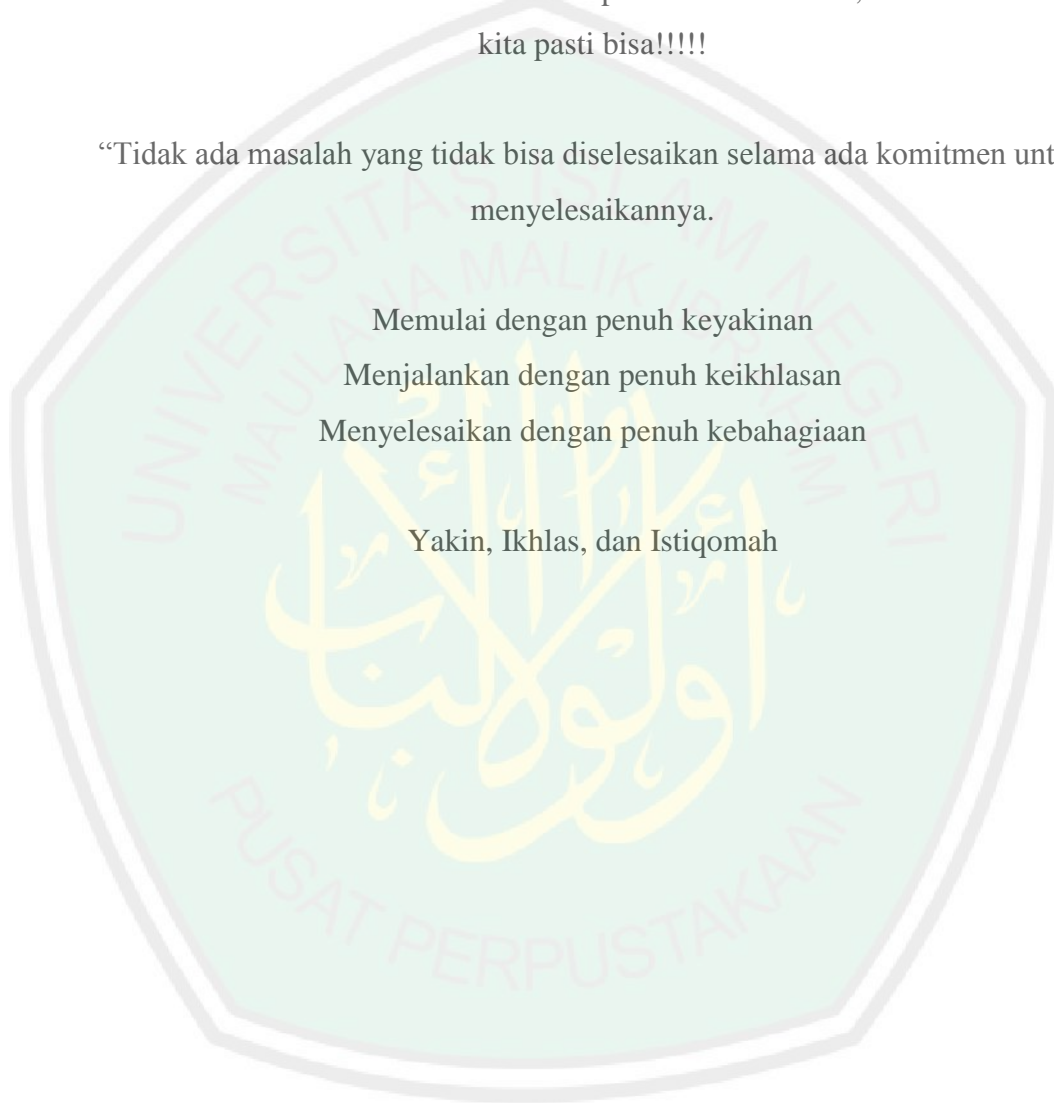 kita pasti bisa!!!!!
“Tidak ada masalah yang tidak bisa diselesaikan selama ada komitmen unt
menyelesaikannya.
Memulai dengan penuh keyakinan
Menjalankan dengan penuh keikhlasan
Menyelesaikan dengan penuh kebahagiaan
Yakin, Ikhlas, dan Istiqomah
UNIVERSITAS ISLAM NEGERI
MAULANA MALIK IBRAHIM
أولوا الألباب
PUSAT PERPUSTAKAAN